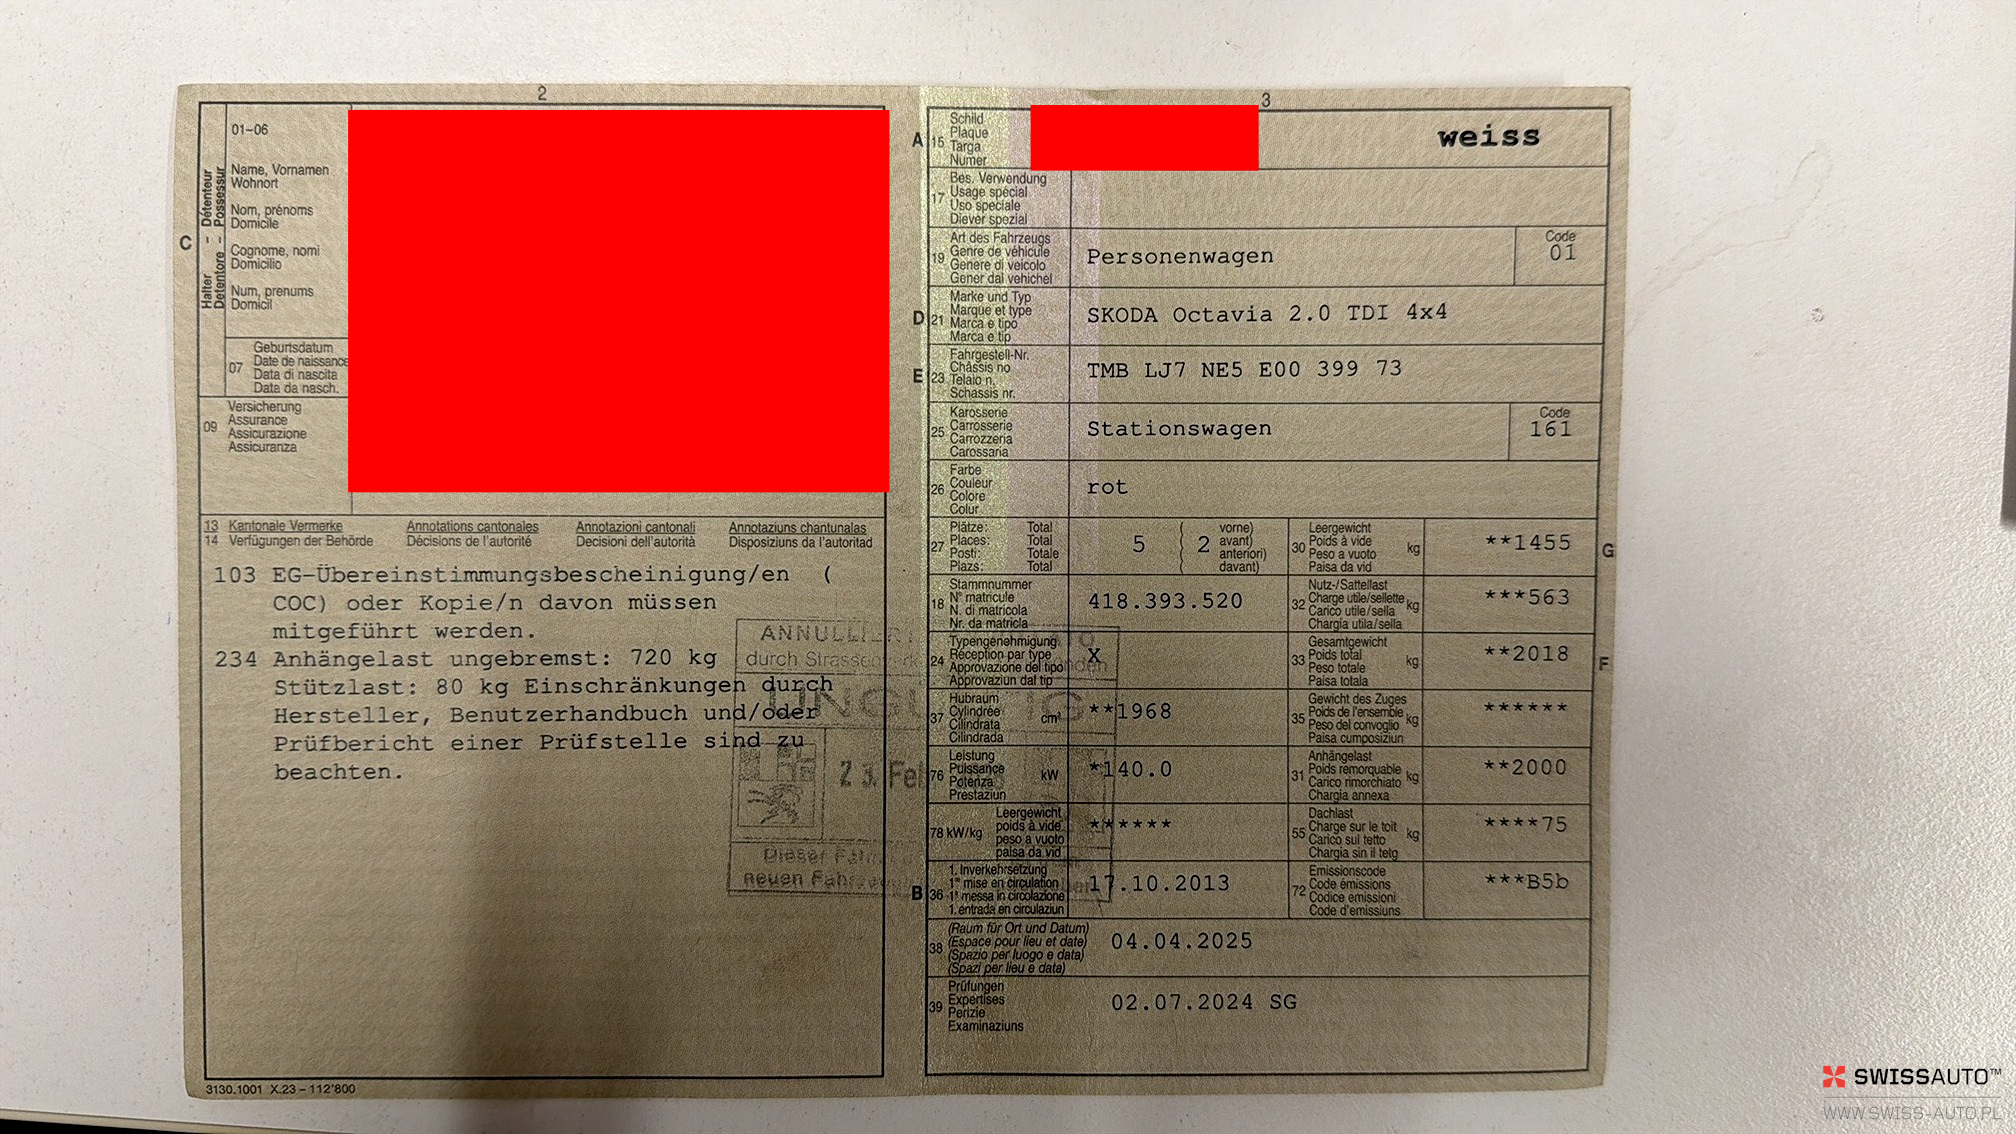 2
01-06
Name, Vornamen
Wohnort
Nom, prénoms
Domicile
Cognome, nomi
Domicilio
Num, prenums
Domicil
C
Halter - Détenteur
Detentore - Possessur
07
Geburtsdatum
Date de naissance
Data di nascita
Data da nasch.
09
Versicherung
Assurance
Assicurazione
Assicuranza
13 Kantonale Vermerke Annotations cantonales Annotazioni cantonali Annotaziuns chantunalas
14 Verfügungen der Behörde Décisions de l'autorité Decisioni dell'autorità Disposiziuns da l'autoritad
103 EG-Übereinstimmungsbescheinigung/en (
COC) oder Kopie/n davon müssen
mitgeführt werden.
234 Anhängelast ungebremst: 720 kg
Stützlast: 80 kg Einschränkungen durch
Hersteller, Benutzerhandbuch und/oder
Prüfbericht einer Prüfstelle sind zu
beachten.
ANNULLIERT
durch Strassenverk
UNGÜLTIG
23. Feb
Dieser Fah
neuen Fahrzeug
3130.1001 X.23 – 112'800
3
A 15
Schild
Plaque
Targa
Numer
weiss
17
Bes. Verwendung
Usage spécial
Uso speciale
Diever spezial
19
Art des Fahrzeugs
Genre de véhicule
Genere di veicolo
Gener dal vehichel
Personenwagen
Code
01
D 21
Marke und Typ
Marque et type
Marca e tipo
Marca e tip
SKODA Octavia 2.0 TDI 4x4
E 23
Fahrgestell-Nr.
Châssis no
Telaio n.
Schassis nr.
TMB LJ7 NE5 E00 399 73
25
Karosserie
Carrosserie
Carrozzeria
Carossaria
Stationswagen
Code
161
26
Farbe
Couleur
Colore
Colur
rot
27
Plätze: Total
Places: Total
Posti: Totale
Plazs: Total
5
( vorne)
( 2 avant)
( anteriori)
( davant)
30
Leergewicht
Poids à vide
Peso a vuoto
Paisa da vid
kg
**1455
G
18
Stammnummer
N° matricule
N. di matricola
Nr. da matricla
418.393.520
32
Nutz-/Sattellast
Charge utile/sellette
Carico utile/sella
Chargia utila/sella
kg
***563
24
Typengenehmigung
Réception par type
Approvazione del tipo
Approvaziun dal tip
X
33
Gesamtgewicht
Poids total
Peso totale
Paisa totala
kg
**2018
F
37
Hubraum
Cylindrée
Cilindrata
Cilindrada
cm³
**1968
35
Gewicht des Zuges
Poids de l'ensemble
Peso del convoglio
Paisa cumposiziun
kg
******
76
Leistung
Puissance
Potenza
Prestaziun
kW
*140.0
31
Anhängelast
Poids remorquable
Carico rimorchiato
Chargia annexa
kg
**2000
78 kW/kg
Leergewicht
poids à vide
peso a vuoto
paisa da vid
******
55
Dachlast
Charge sur le toit
Carico sul tetto
Chargia sin il tetg
kg
****75
B 36
1. Inverkehrsetzung
1re mise en circulation
1a messa in circolazione
1. entrada en circulaziun
17.10.2013
72
Emissionscode
Code émissions
Codice emissioni
Code d'emissiuns
***B5b
38
(Raum für Ort und Datum)
(Espace pour lieu et date)
(Spazio per luogo e data)
(Spazi per lieu e data)
04.04.2025
39
Prüfungen
Expertises
Perizie
Examinaziuns
02.07.2024 SG
SWISSAUTO™
WWW.SWISS-AUTO.PL